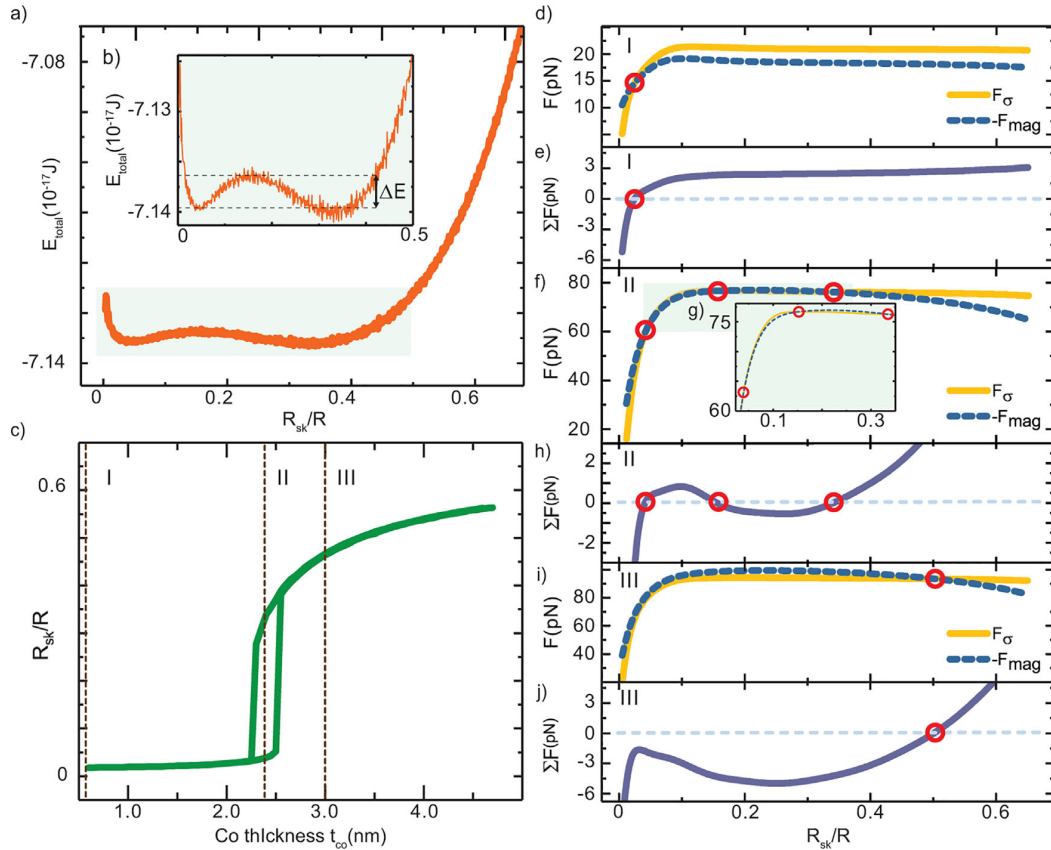 a)
-7.08
E_total(10^-17 J)
-7.14
0
0.2
0.4
0.6
R_sk/R
b)
-7.13
E_total(10^-17 J)
-7.14
ΔE
0
0.5
c)
0.6
R_sk/R
0
I
II
III
1.0
2.0
3.0
4.0
Co thIckness t_co(nm)
d)
I
20
15
10
F(pN)
F_σ
-F_mag
e)
I
3
0
-3
-6
ΣF(pN)
f)
II
80
60
40
20
F(pN)
F_σ
-F_mag
g)
75
60
0.1
0.3
h)
II
2
0
-2
ΣF(pN)
i)
III
80
60
40
F(pN)
F_σ
-F_mag
j)
III
3
0
-3
-6
ΣF(pN)
0
0.2
0.4
0.6
R_sk/R